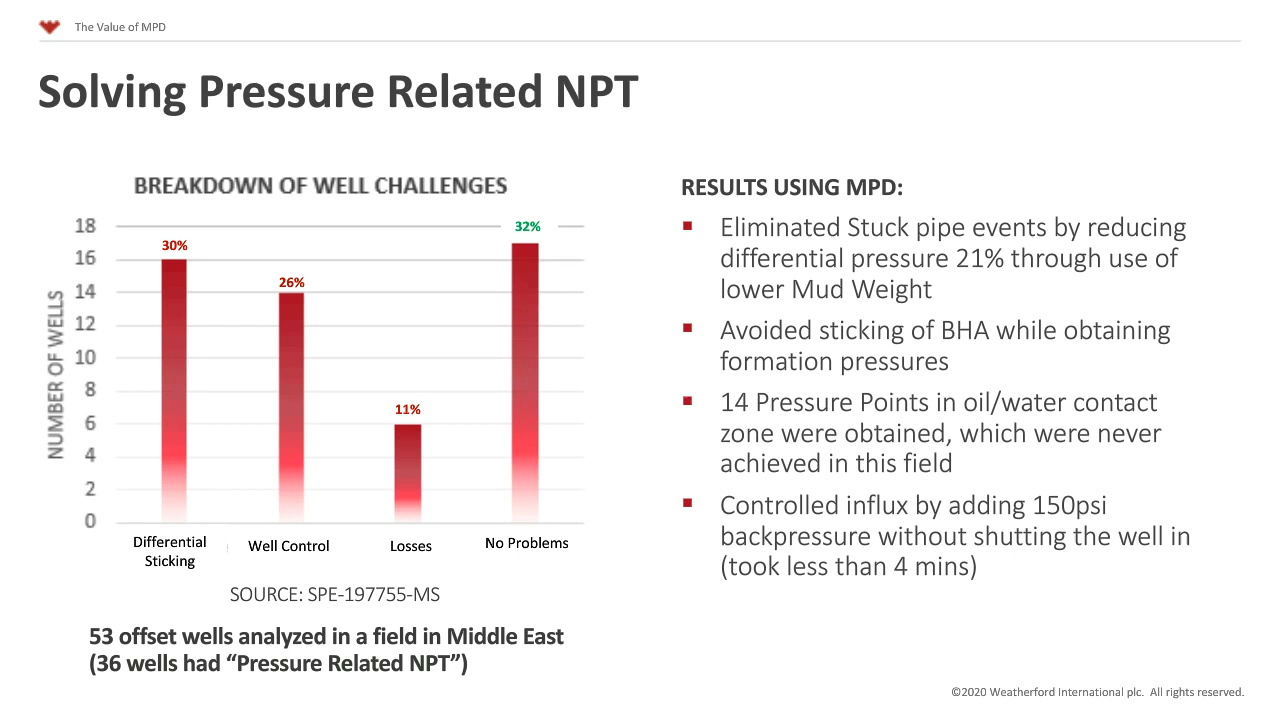 The Value of MPD
Solving Pressure Related NPT
BREAKDOWN OF WELL CHALLENGES
NUMBER OF WELLS
18
16
14
12
10
8
6
4
2
0
30%
26%
11%
32%
Differential
Sticking
Well Control
Losses
No Problems
SOURCE: SPE-197755-MS
53 offset wells analyzed in a field in Middle East
(36 wells had “Pressure Related NPT”)
RESULTS USING MPD:
▪ Eliminated Stuck pipe events by reducing
differential pressure 21% through use of
lower Mud Weight
▪ Avoided sticking of BHA while obtaining
formation pressures
▪ 14 Pressure Points in oil/water contact
zone were obtained, which were never
achieved in this field
▪ Controlled influx by adding 150psi
backpressure without shutting the well in
(took less than 4 mins)
©2020 Weatherford International plc. All rights reserved.